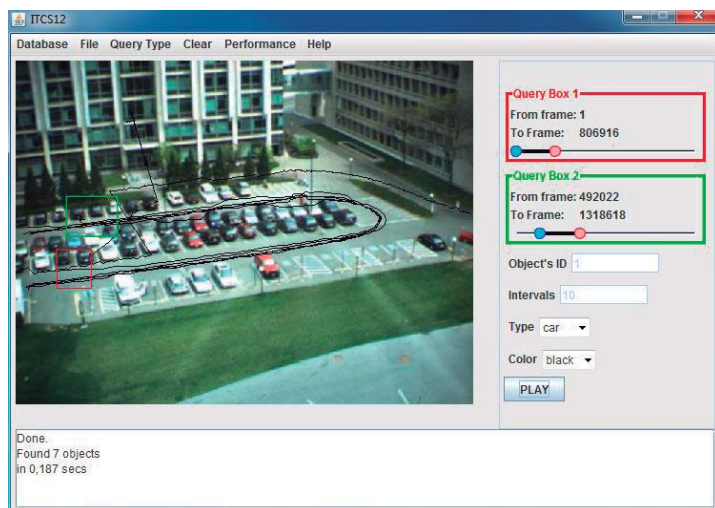 ITCS12
Database File Query Type Clear Performance Help
Query Box 1
From frame: 1
To Frame: 806916
Query Box 2
From frame: 492022
To Frame: 1318618
Object's ID 1
Intervals 10
Type car
Color black
PLAY
Done.
Found 7 objects
in 0,187 secs